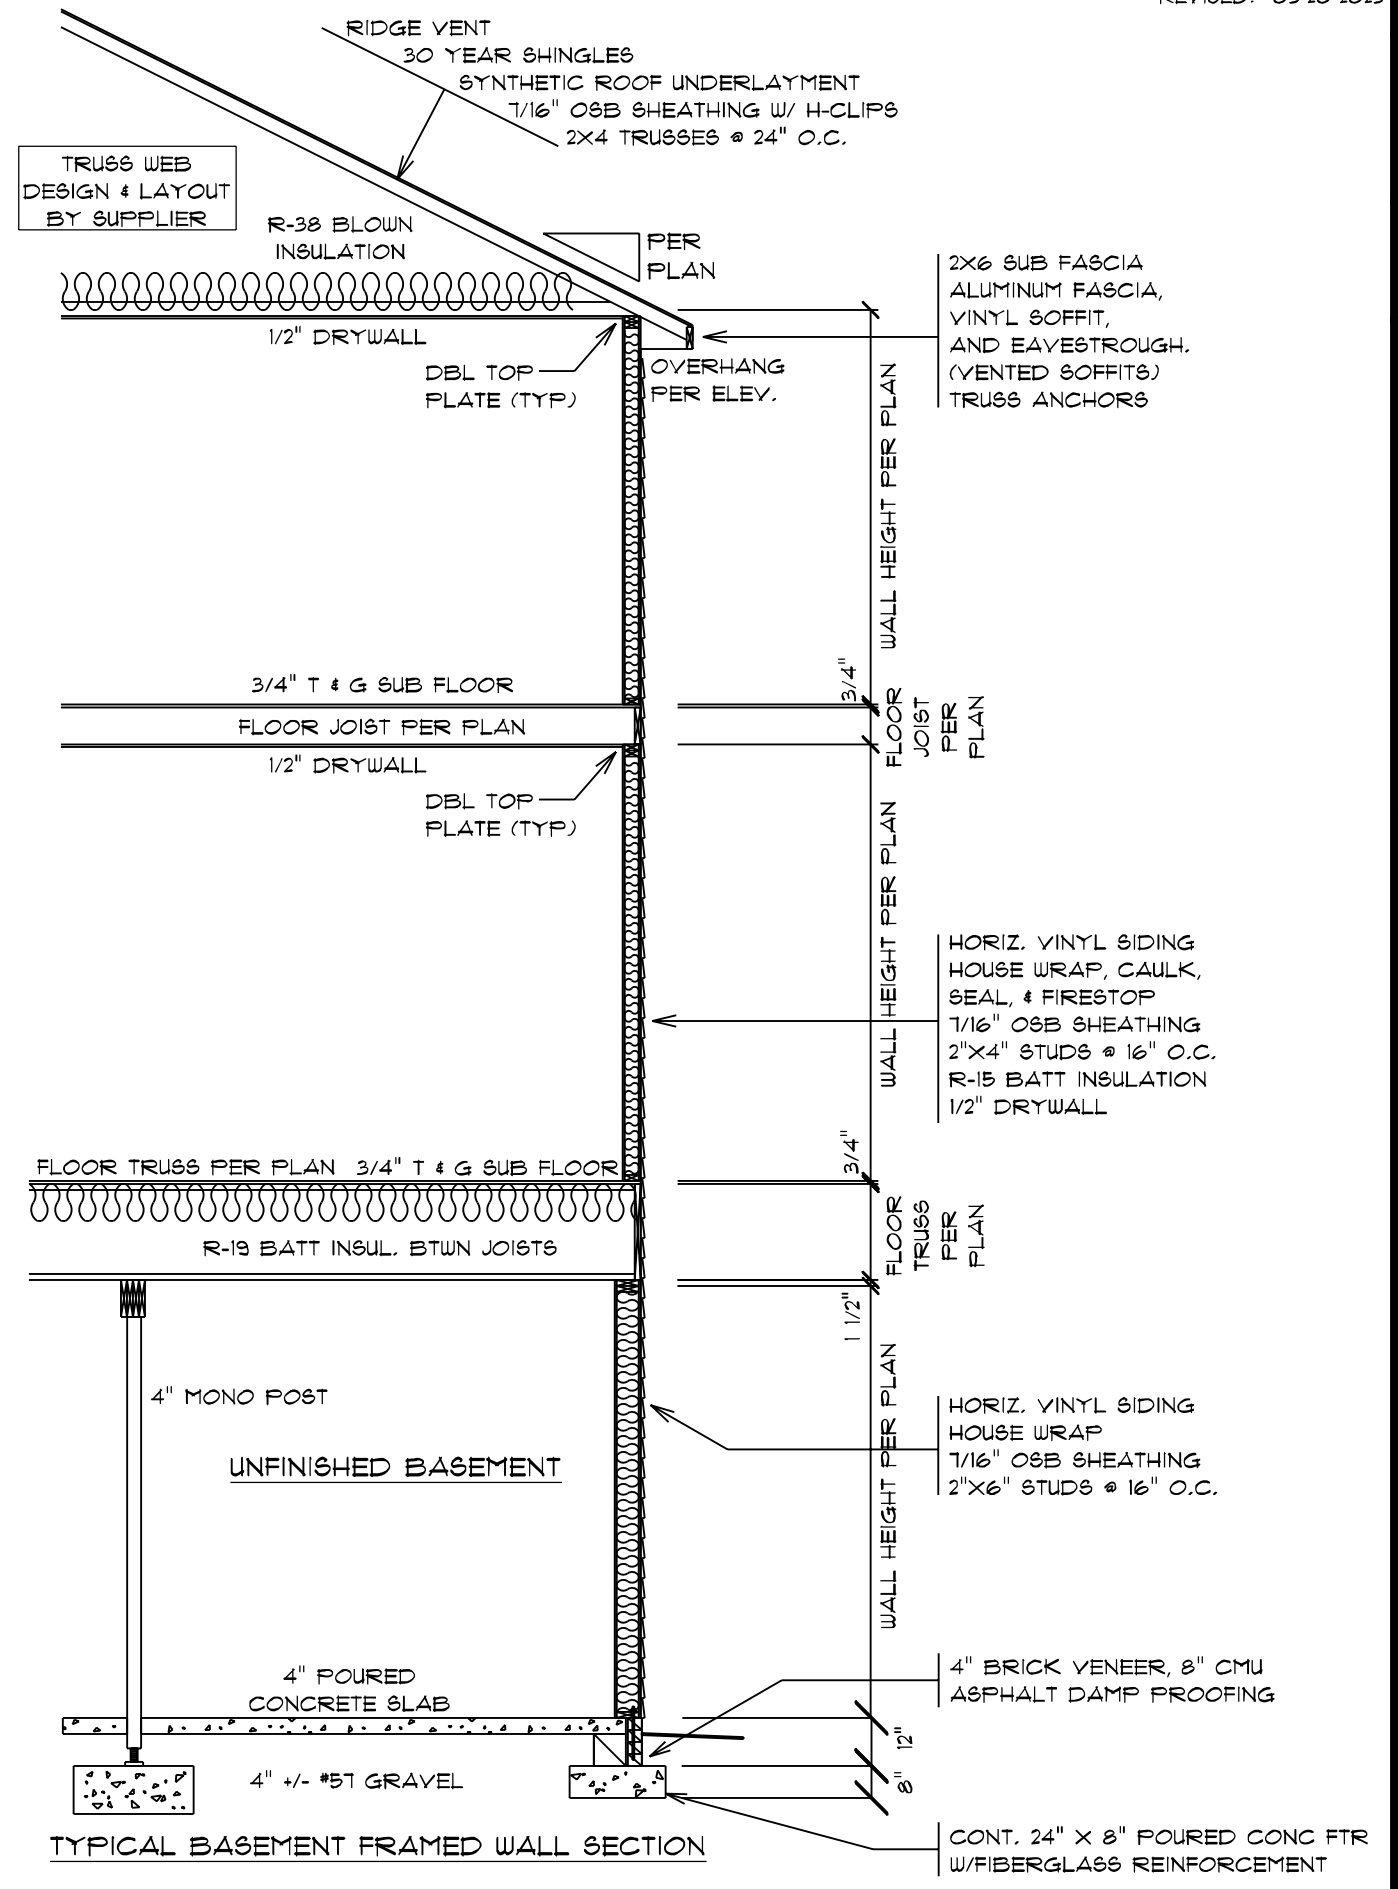 RIDGE VENT
30 YEAR SHINGLES
SYNTHETIC ROOF UNDERLAYMENT
7/16" OSB SHEATHING W/ H-CLIPS
2X4 TRUSSES @ 24" O.C.
TRUSS WEB
DESIGN & LAYOUT
BY SUPPLIER
R-38 BLOWN
INSULATION
PER
PLAN
2X6 SUB FASCIA
ALUMINUM FASCIA,
VINYL SOFFIT,
AND EAVESTROUGH.
(VENTED SOFFITS)
TRUSS ANCHORS
1/2" DRYWALL
DBL TOP
PLATE (TYP)
OVERHANG
PER ELEV.
WALL HEIGHT PER PLAN
3/4" T & G SUB FLOOR
3/4"
FLOOR JOIST PER PLAN
FLOOR
JOIST
PER
PLAN
1/2" DRYWALL
DBL TOP
PLATE (TYP)
WALL HEIGHT PER PLAN
HORIZ. VINYL SIDING
HOUSE WRAP, CAULK,
SEAL, & FIRESTOP
7/16" OSB SHEATHING
2"X4" STUDS @ 16" O.C.
R-15 BATT INSULATION
1/2" DRYWALL
FLOOR TRUSS PER PLAN 3/4" T & G SUB FLOOR
3/4"
R-19 BATT INSUL. BTWN JOISTS
FLOOR
TRUSS
PER
PLAN
1 1/2"
4" MONO POST
UNFINISHED BASEMENT
WALL HEIGHT PER PLAN
HORIZ. VINYL SIDING
HOUSE WRAP
7/16" OSB SHEATHING
2"X6" STUDS @ 16" O.C.
4" POURED
CONCRETE SLAB
4" BRICK VENEER, 8" CMU
ASPHALT DAMP PROOFING
12"
8"
4" +/- #57 GRAVEL
TYPICAL BASEMENT FRAMED WALL SECTION
CONT. 24" X 8" POURED CONC FTR
W/FIBERGLASS REINFORCEMENT